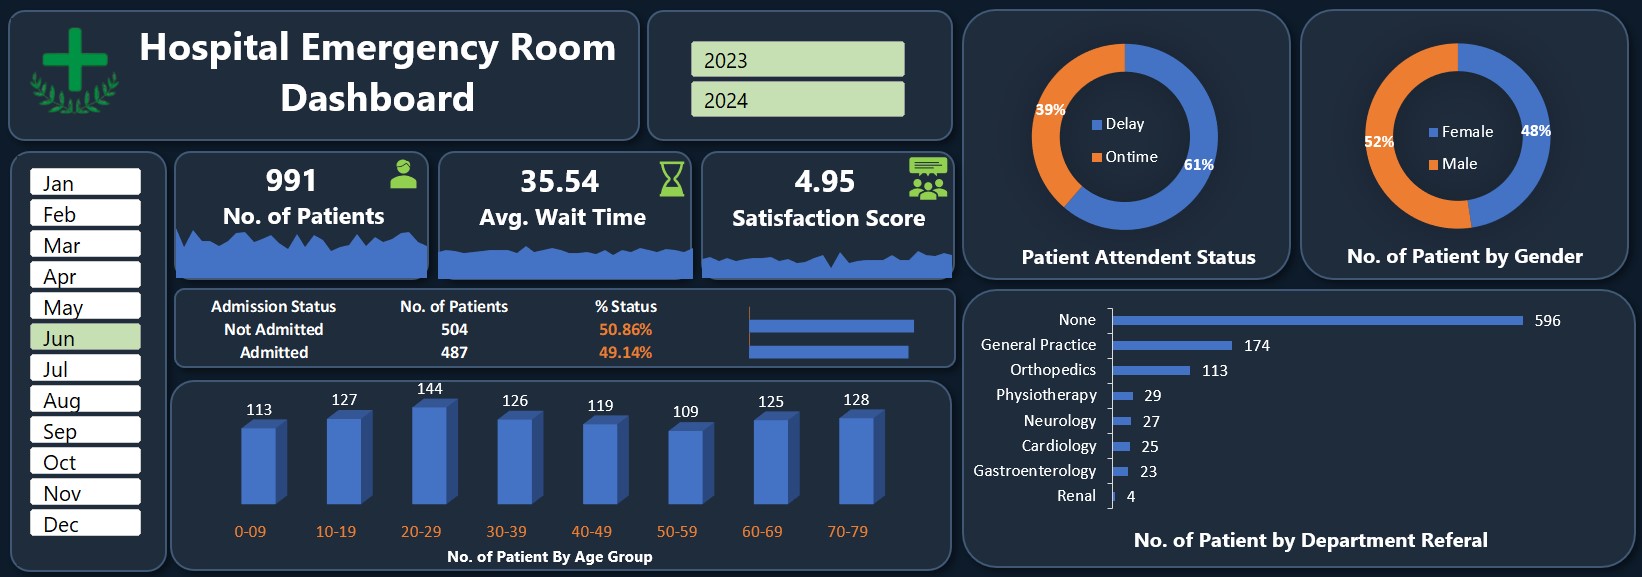 Hospital Emergency Room
Dashboard
2023
2024
Jan
Feb
Mar
Apr
May
Jun
Jul
Aug
Sep
Oct
Nov
Dec
991
No. of Patients
35.54
Avg. Wait Time
4.95
Satisfaction Score
39%
Delay
Ontime
61%
Patient Attendent Status
52%
Female
Male
48%
No. of Patient by Gender
Admission Status No. of Patients % Status
Not Admitted 504 50.86%
Admitted 487 49.14%
113 127 144 126 119 109 125 128
0-09 10-19 20-29 30-39 40-49 50-59 60-69 70-79
No. of Patient By Age Group
None 596
General Practice 174
Orthopedics 113
Physiotherapy 29
Neurology 27
Cardiology 25
Gastroenterology 23
Renal 4
No. of Patient by Department Referal